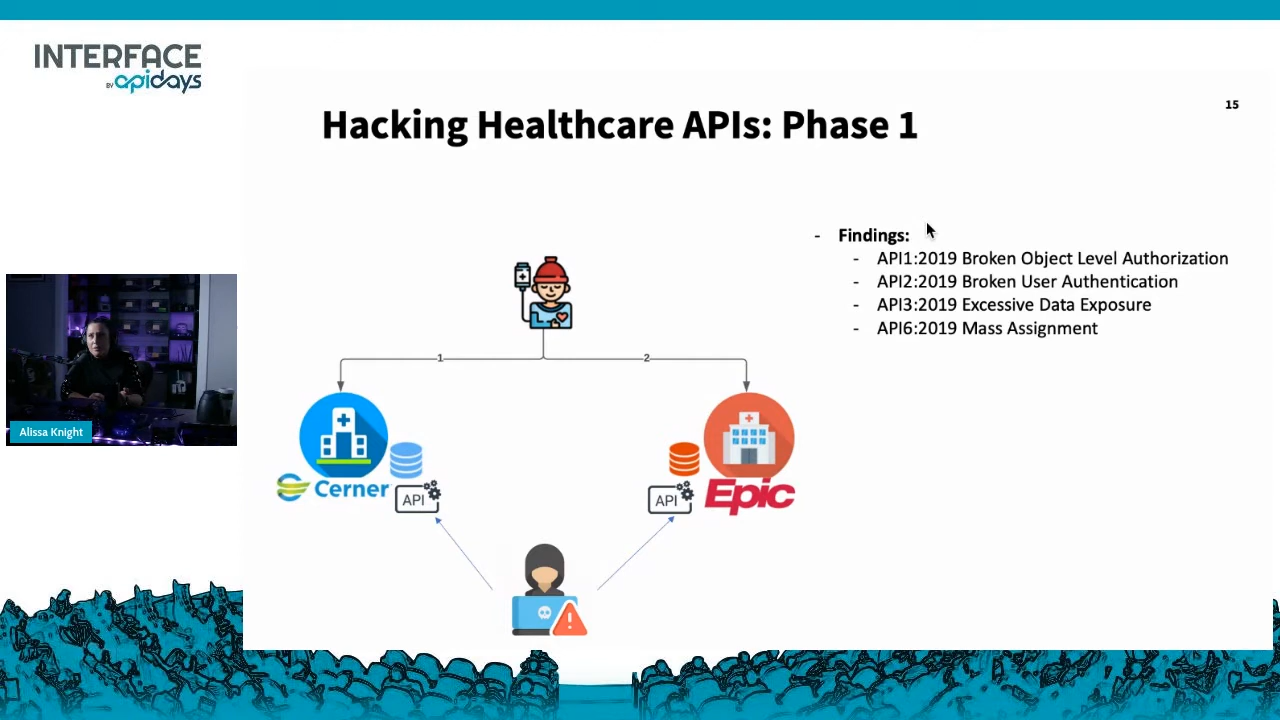 INTERFACE
BY apidays
Hacking Healthcare APIs: Phase 1
15
- Findings:
- API1:2019 Broken Object Level Authorization
- API2:2019 Broken User Authentication
- API3:2019 Excessive Data Exposure
- API6:2019 Mass Assignment
1
2
Alissa Knight
Cerner
API
API
Epic